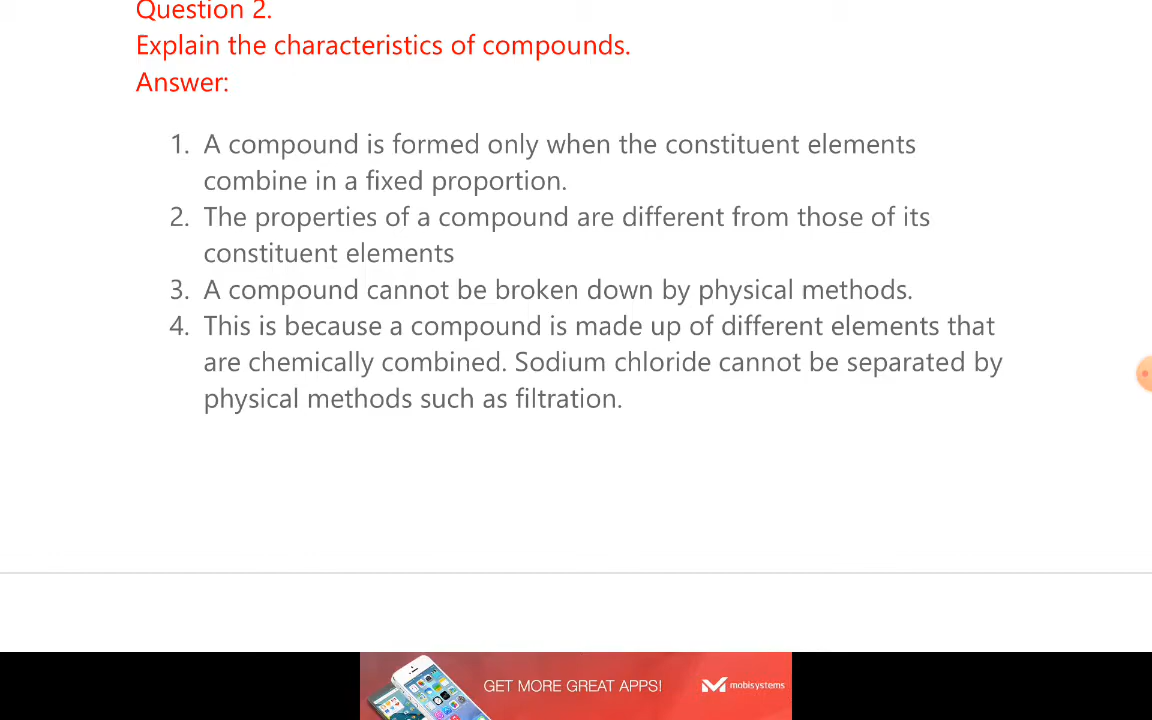 Question 2.
Explain the characteristics of compounds.
Answer:
1. A compound is formed only when the constituent elements
combine in a fixed proportion.
2. The properties of a compound are different from those of its
constituent elements
3. A compound cannot be broken down by physical methods.
4. This is because a compound is made up of different elements that
are chemically combined. Sodium chloride cannot be separated by
physical methods such as filtration.
GET MORE GREAT APPS!
mobisystems